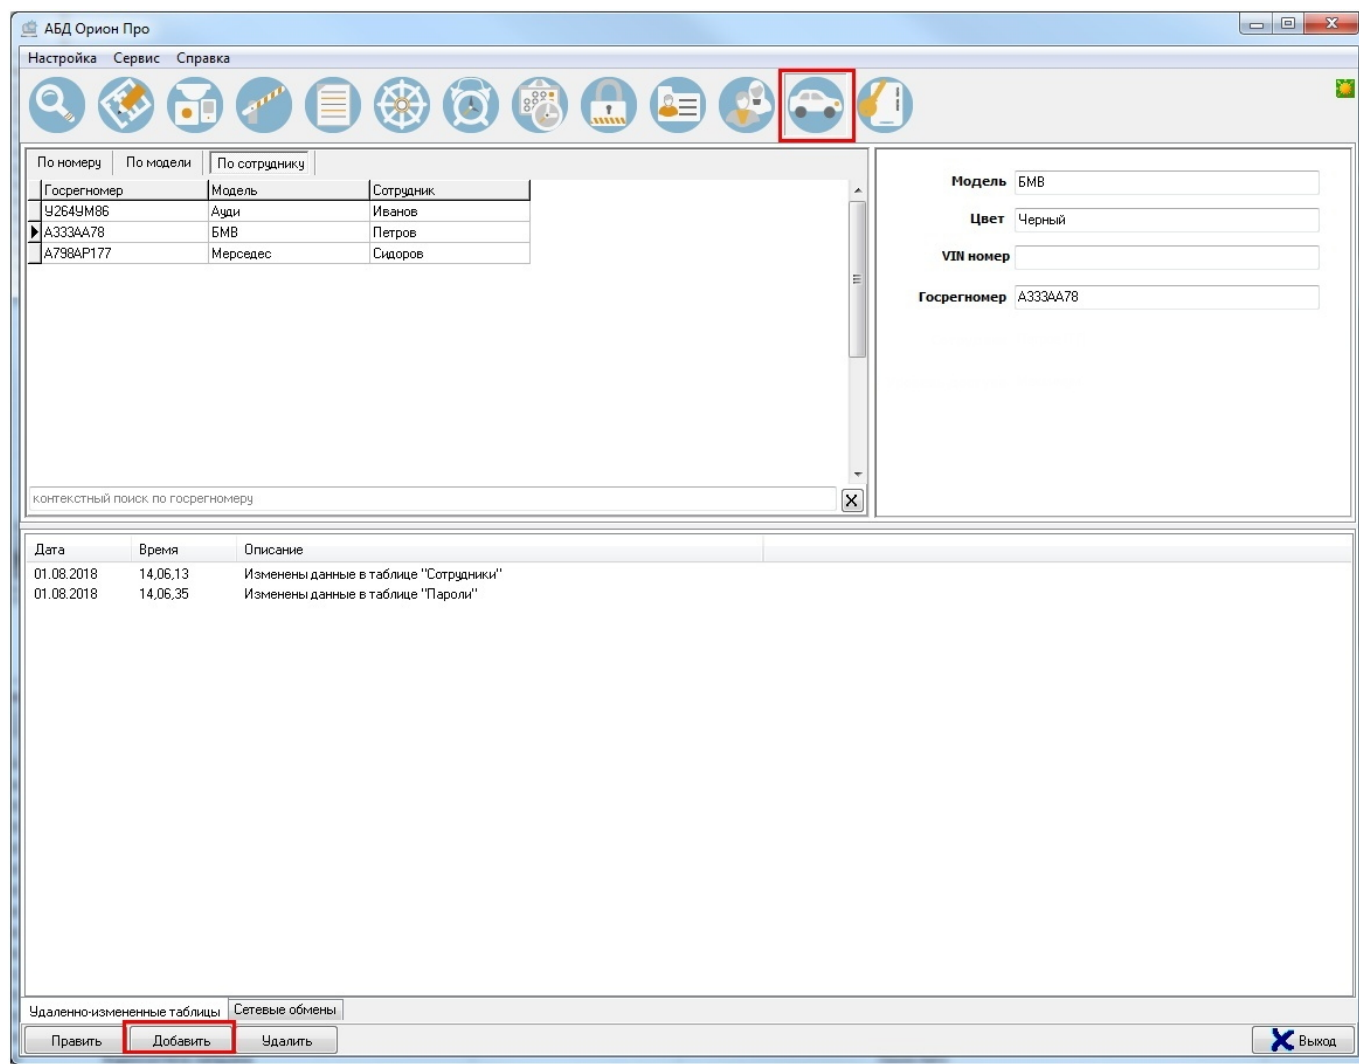 АБД Орион Про
Настройка Сервис Справка
По номеру По модели По сотруднику
Госрегномер Модель Сотрудник
У264УМ86 Ауди Иванов
А333АА78 БМВ Петров
А798АР177 Мерседес Сидоров
контекстный поиск по госрегномеру
Модель БМВ
Цвет Черный
VIN номер
Госрегномер А333АА78
Дата Время Описание
01.08.2018 14,06,13 Изменены данные в таблице "Сотрудники"
01.08.2018 14,06,35 Изменены данные в таблице "Пароли"
Удаленно-измененные таблицы Сетевые обмены
Править Добавить Удалить Выход